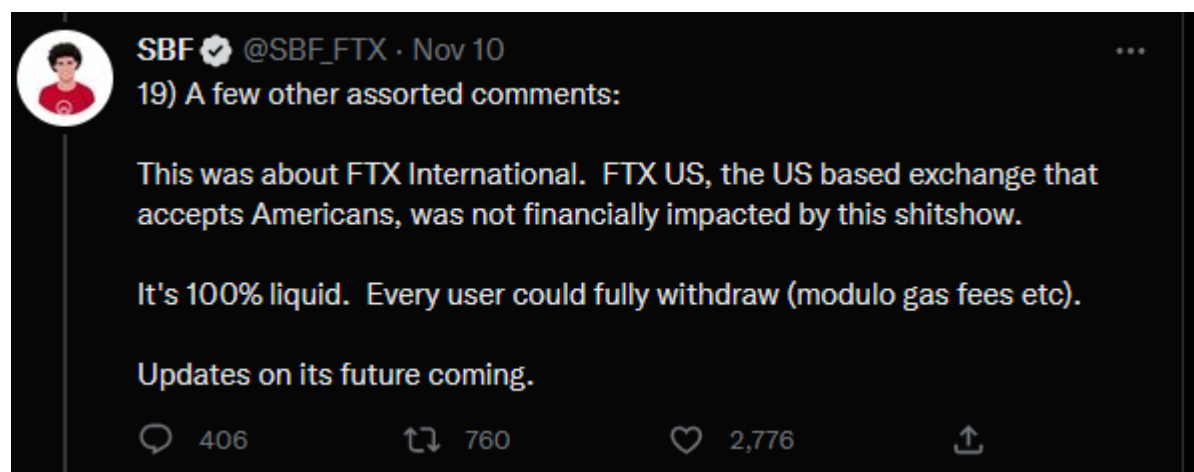 SBF @SBF_FTX · Nov 10
19) A few other assorted comments:
This was about FTX International. FTX US, the US based exchange that
accepts Americans, was not financially impacted by this shitshow.
It's 100% liquid. Every user could fully withdraw (modulo gas fees etc).
Updates on its future coming.
406 760 2,776